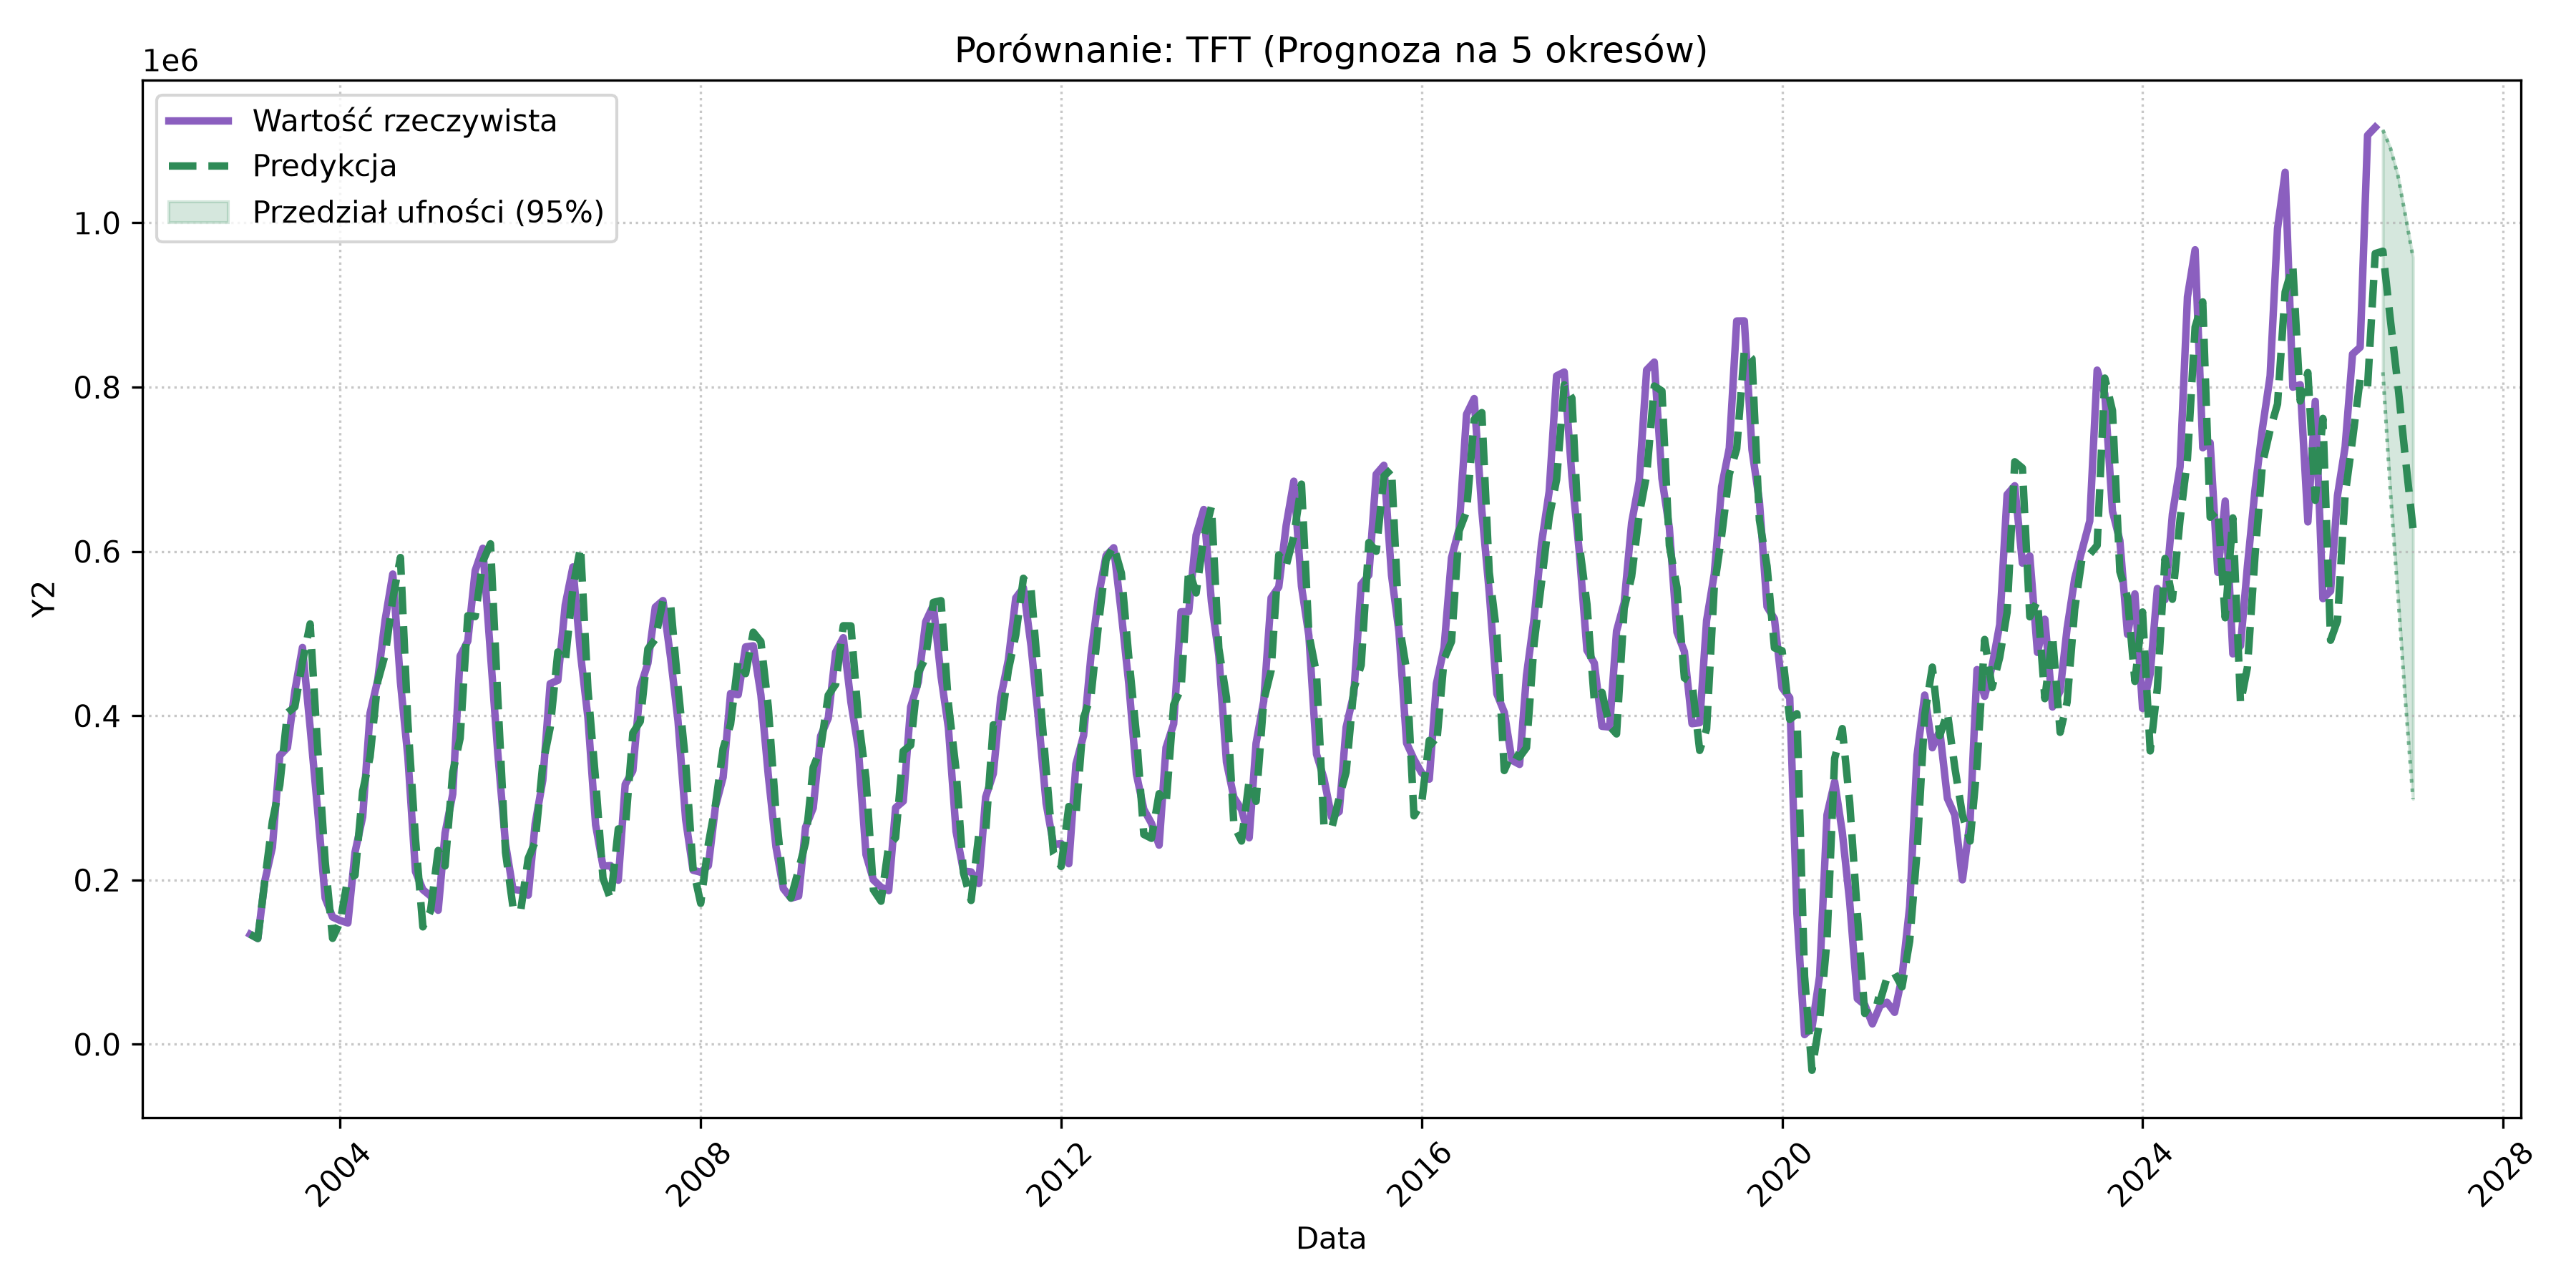 Porównanie: TFT (Prognoza na 5 okresów)
1e6
Wartość rzeczywista
Predykcja
Przedział ufności (95%)
1.0
0.8
0.6
0.4
0.2
0.0
Y2
2004
2008
2012
2016
2020
2024
2028
Data